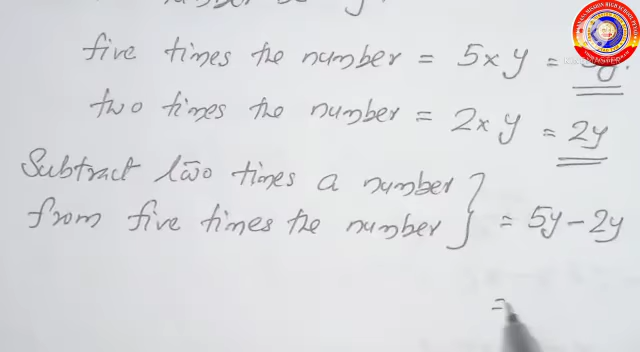 five times the number = 5 x y =
two times the number = 2 x y = 2y
Subtract two times a number
from five times the number } = 5y - 2y
=